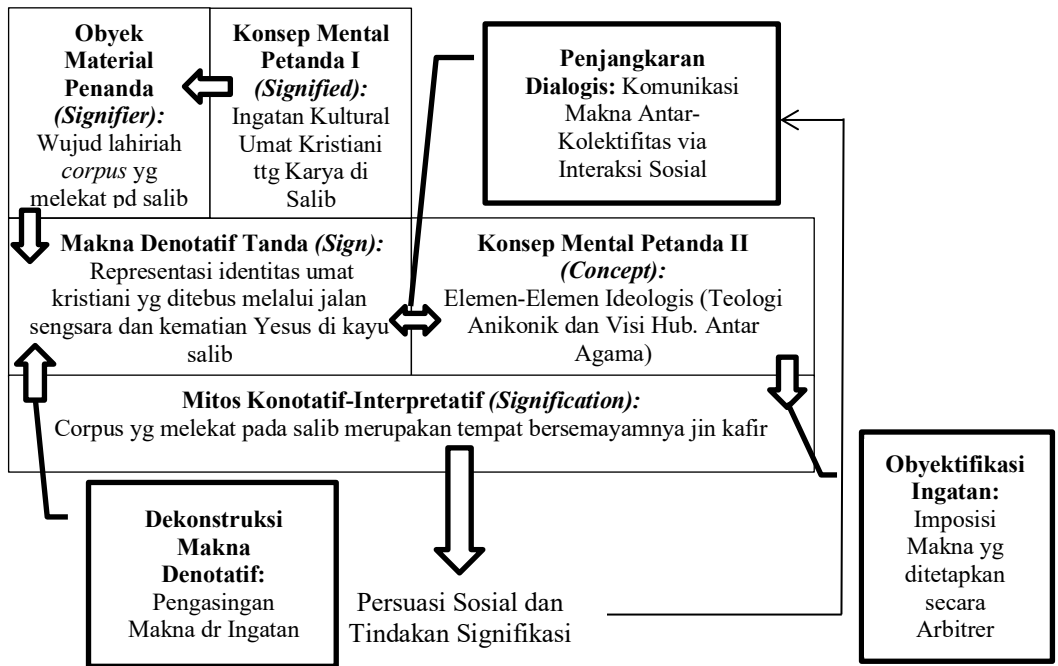 Obyek
Material
Penanda
(Signifier):
Wujud lahiriah
corpus yg
melekat pd salib
Konsep Mental
Petanda I
(Signified):
Ingatan Kultural
Umat Kristiani
ttg Karya di
Salib
Penjangkaran
Dialogis: Komunikasi
Makna Antar-
Kolektifitas via
Interaksi Sosial
Makna Denotatif Tanda (Sign):
Representasi identitas umat
kristiani yg ditebus melalui jalan
sengsara dan kematian Yesus di kayu
salib
Konsep Mental Petanda II
(Concept):
Elemen-Elemen Ideologis (Teologi
Anikonik dan Visi Hub. Antar
Agama)
Mitos Konotatif-Interpretatif (Signification):
Corpus yg melekat pada salib merupakan tempat bersemayamnya jin kafir
Dekonstruksi
Makna
Denotatif:
Pengasingan
Makna dr Ingatan
Persuasi Sosial dan
Tindakan Signifikasi
Obyektifikasi
Ingatan:
Imposisi
Makna yg
ditetapkan
secara
Arbitrer